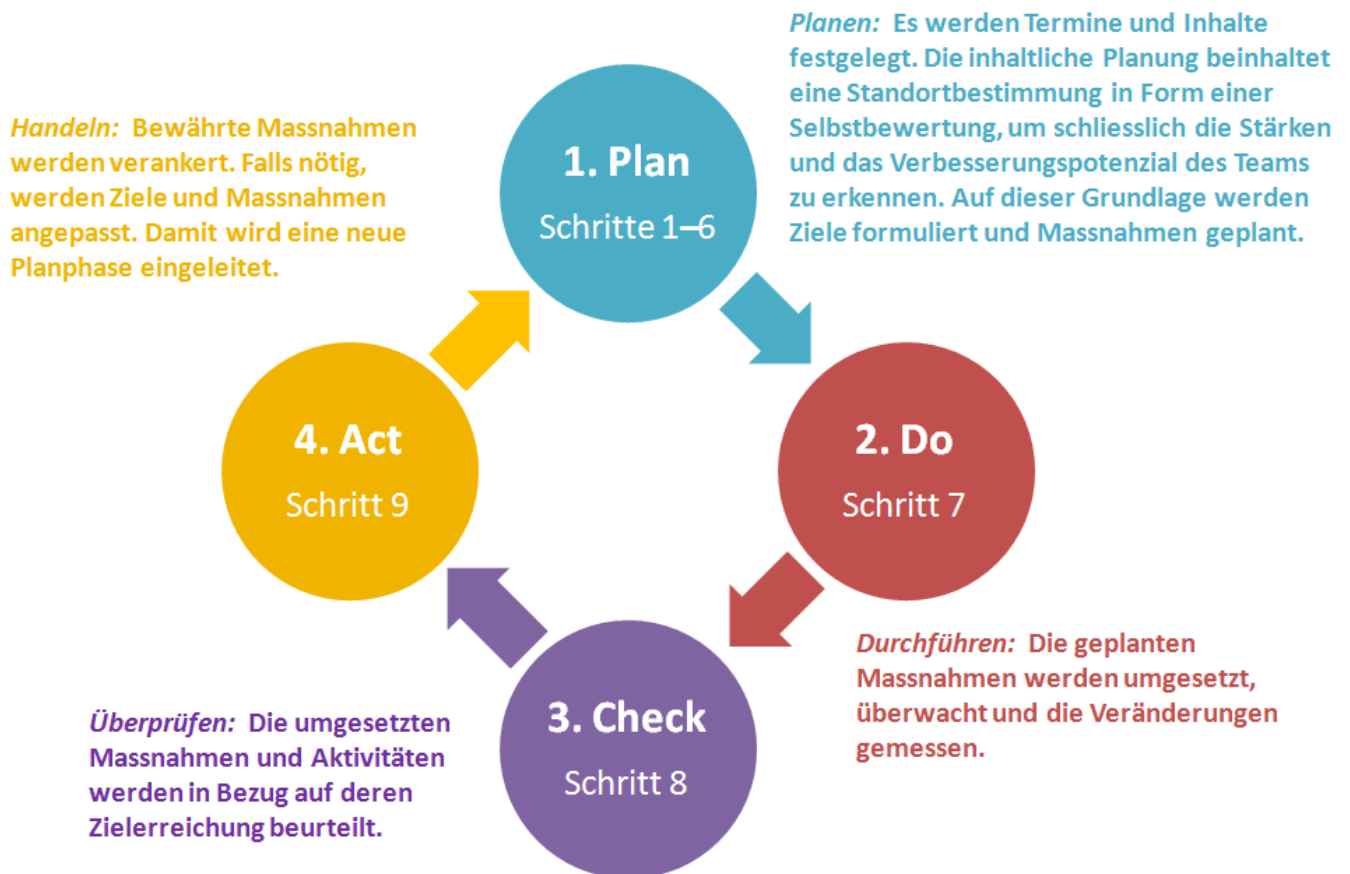 Planen: Es werden Termine und Inhalte
festgelegt. Die inhaltliche Planung beinhaltet
eine Standortbestimmung in Form einer
Selbstbewertung, um schliesslich die Stärken
und das Verbesserungspotenzial des Teams
zu erkennen. Auf dieser Grundlage werden
Ziele formuliert und Massnahmen geplant.
Handeln: Bewährte Massnahmen
werden verankert. Falls nötig,
werden Ziele und Massnahmen
angepasst. Damit wird eine neue
Planphase eingeleitet.
1. Plan
Schritte 1–6
4. Act
Schritt 9
2. Do
Schritt 7
Durchführen: Die geplanten
Massnahmen werden umgesetzt,
überwacht und die Veränderungen
gemessen.
3. Check
Schritt 8
Überprüfen: Die umgesetzten
Massnahmen und Aktivitäten
werden in Bezug auf deren
Zielerreichung beurteilt.